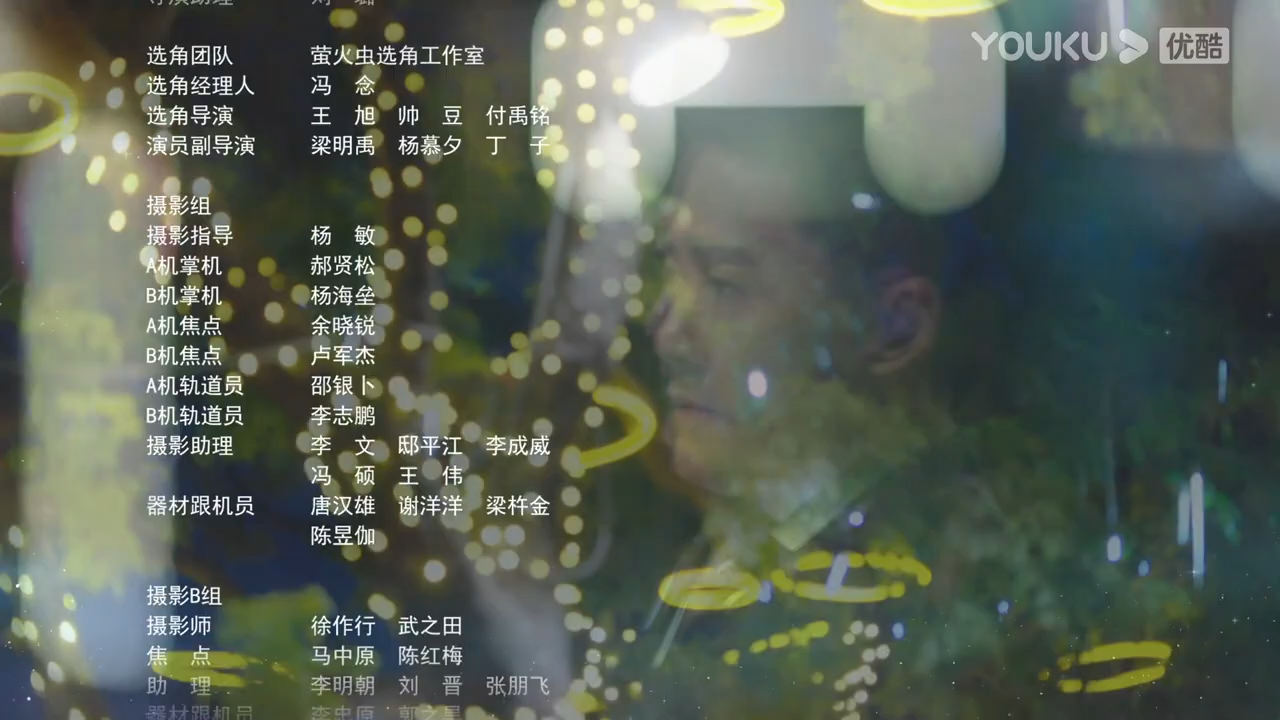 YOUKU 优酷
选角团队 萤火虫选角工作室
选角经理人 冯 念
选角导演 王 旭 帅 豆 付禹铭
演员副导演 梁明禹 杨慕夕 丁 子
摄影组
摄影指导 杨 敏
A机掌机 郝贤松
B机掌机 杨海垒
A机焦点 余晓锐
B机焦点 卢军杰
A机轨道员 邵银卜
B机轨道员 李志鹏
摄影助理 李 文 邸平江 李成威
冯 硕 王 伟
器材跟机员 唐汉雄 谢洋洋 梁杵金
陈昱伽
摄影B组
摄影师 徐作行 武之田
焦 点 马中原 陈红梅
助 理 李明朝 刘 晋 张朋飞
器材跟机员